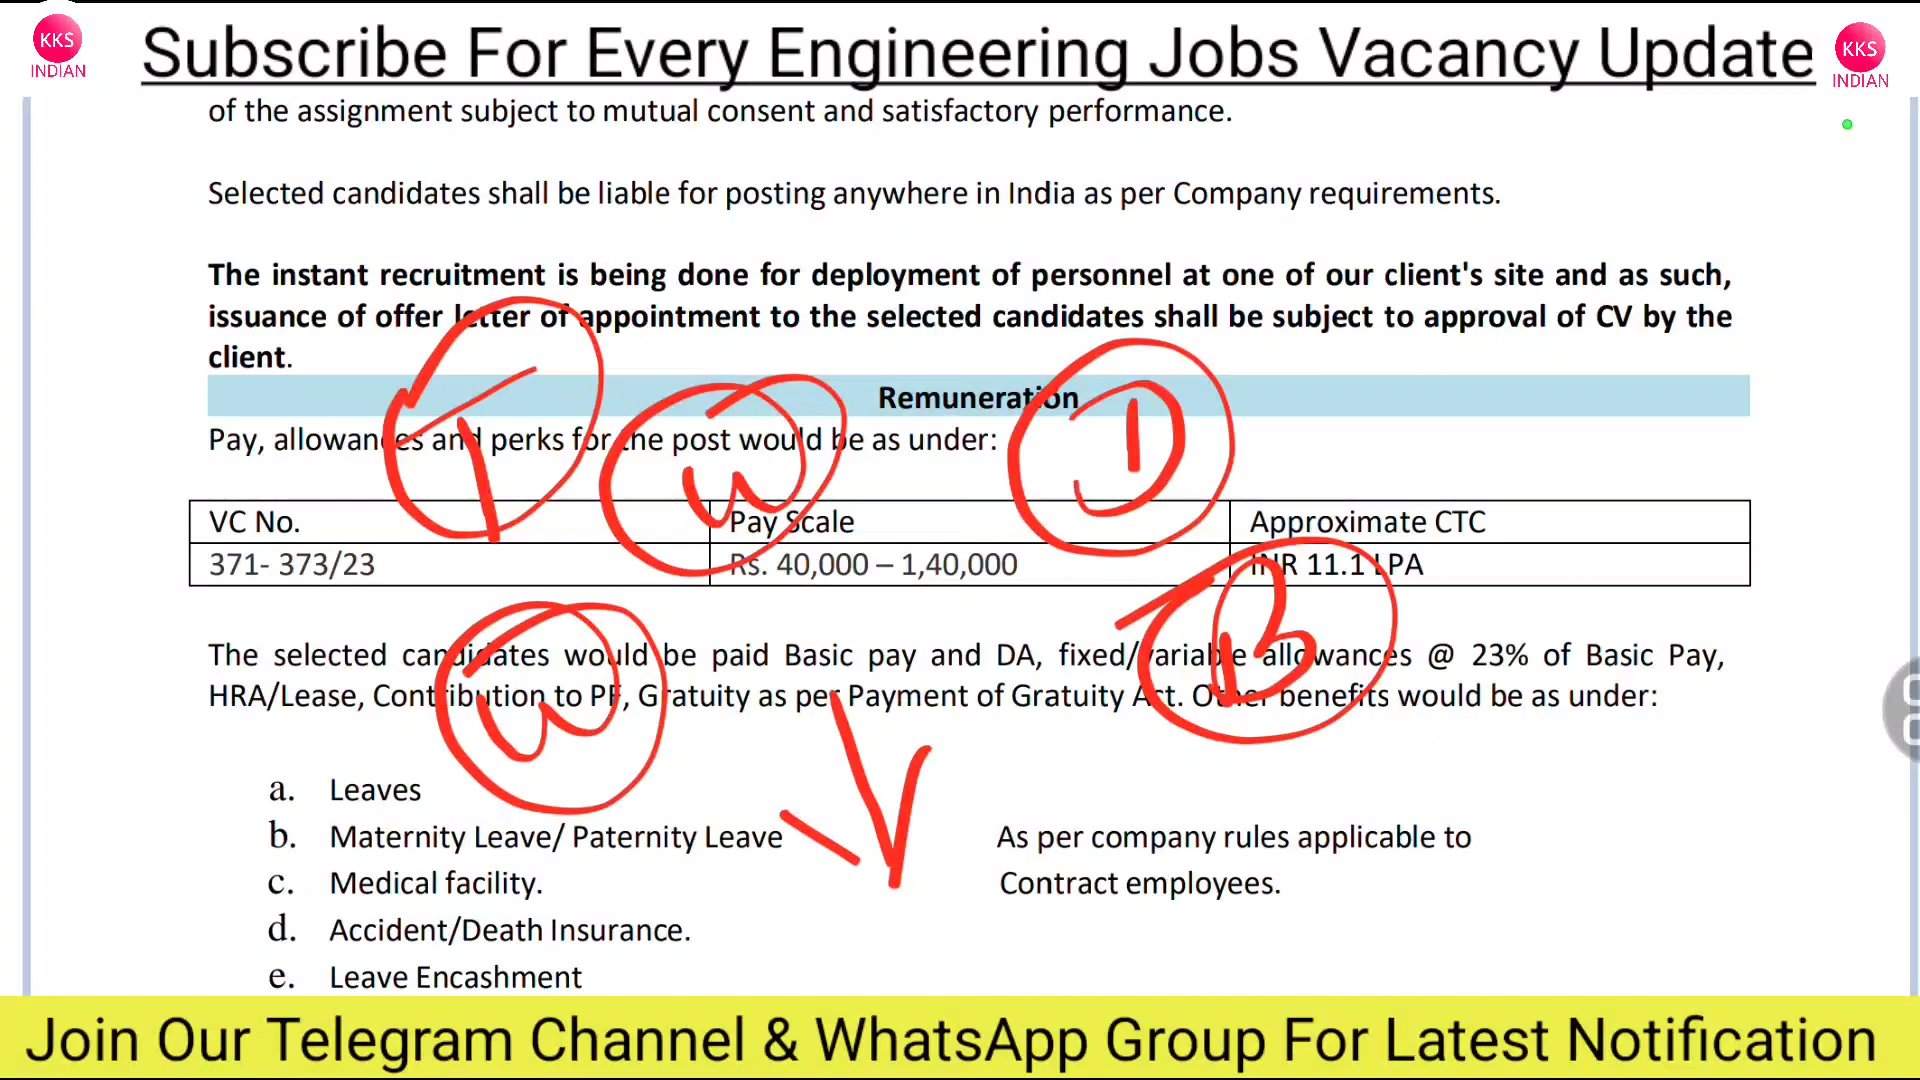 Subscribe For Every Engineering Jobs Vacancy Update
KKS
INDIAN
KKS
INDIAN
of the assignment subject to mutual consent and satisfactory performance.
Selected candidates shall be liable for posting anywhere in India as per Company requirements.
The instant recruitment is being done for deployment of personnel at one of our client's site and as such,
issuance of offer letter of appointment to the selected candidates shall be subject to approval of CV by the
client.
Remuneration
Pay, allowances and perks for the post would be as under:
VC No. Pay Scale Approximate CTC
371- 373/23 Rs. 40,000 – 1,40,000 INR 11.1 LPA
The selected candidates would be paid Basic pay and DA, fixed/variable allowances @ 23% of Basic Pay,
HRA/Lease, Contribution to PF, Gratuity as per Payment of Gratuity Act. Other benefits would be as under:
a. Leaves
b. Maternity Leave/ Paternity Leave As per company rules applicable to
c. Medical facility. Contract employees.
d. Accident/Death Insurance.
e. Leave Encashment
Join Our Telegram Channel & WhatsApp Group For Latest Notification